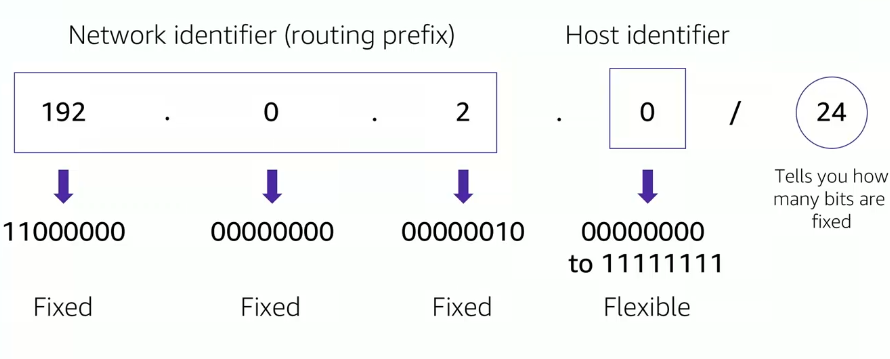 Network identifier (routing prefix) Host identifier
192 . 0 . 2 . 0 / 24
Tells you how
many bits are
fixed
11000000 00000000 00000010 00000000
to 11111111
Fixed Fixed Fixed Flexible